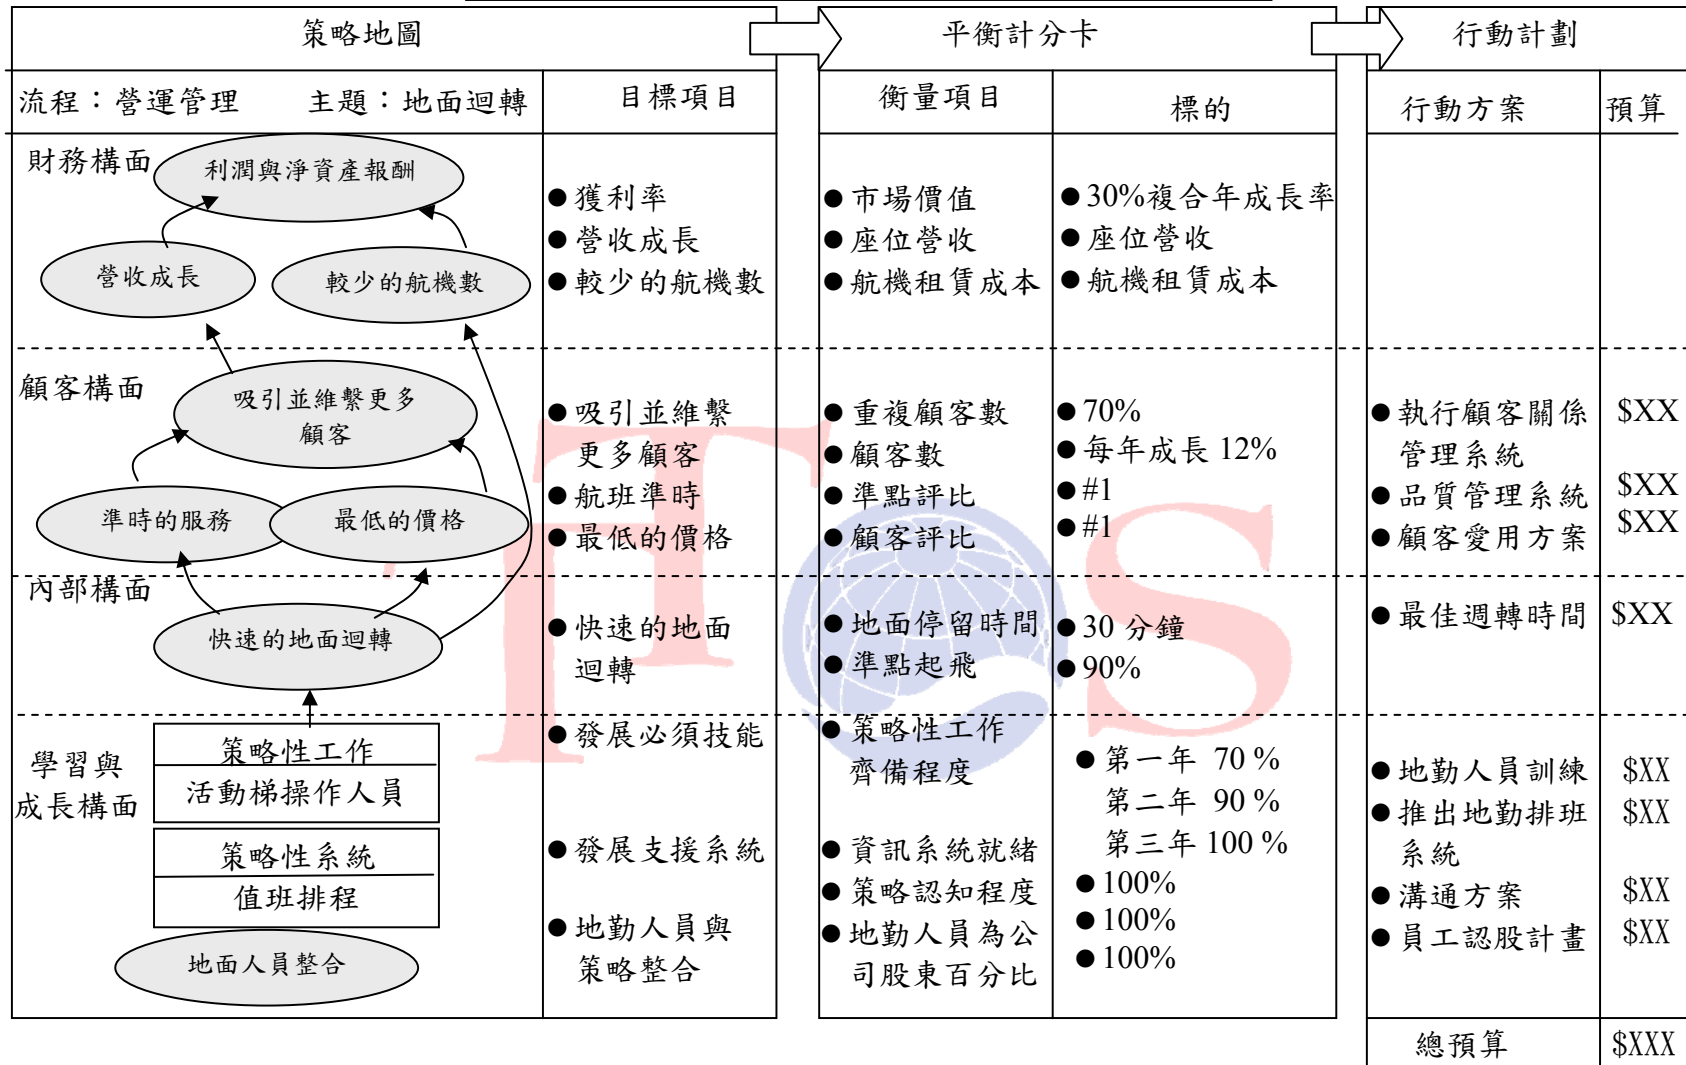 策略地圖
平衡計分卡
行動計劃
流程：營運管理 主題：地面迴轉
目標項目
衡量項目
標的
行動方案
預算
財務構面
利潤與淨資產報酬
營收成長
較少的航機數
●獲利率
●營收成長
●較少的航機數
●市場價值
●座位營收
●航機租賃成本
●30%複合年成長率
●座位營收
●航機租賃成本
顧客構面
吸引並維繫更多
顧客
準時的服務
最低的價格
●吸引並維繫
更多顧客
●航班準時
●最低的價格
●重複顧客數
●顧客數
●準點評比
●顧客評比
●70%
●每年成長 12%
●#1
●#1
●執行顧客關係
管理系統
●品質管理系統
●顧客愛用方案
$XX
$XX
$XX
內部構面
快速的地面迴轉
●快速的地面
迴轉
●地面停留時間
●準點起飛
●30 分鐘
●90%
●最佳週轉時間
$XX
學習與
成長構面
策略性工作
活動梯操作人員
策略性系統
值班排程
地面人員整合
●發展必須技能
●發展支援系統
●地勤人員與
策略整合
●策略性工作
齊備程度
●資訊系統就緒
●策略認知程度
●地勤人員為公
司股東百分比
●第一年 70 %
第二年 90 %
第三年 100 %
●100%
●100%
●100%
●地勤人員訓練
●推出地勤排班
系統
●溝通方案
●員工認股計畫
$XX
$XX
$XX
$XX
總預算
$XXX
TTQS